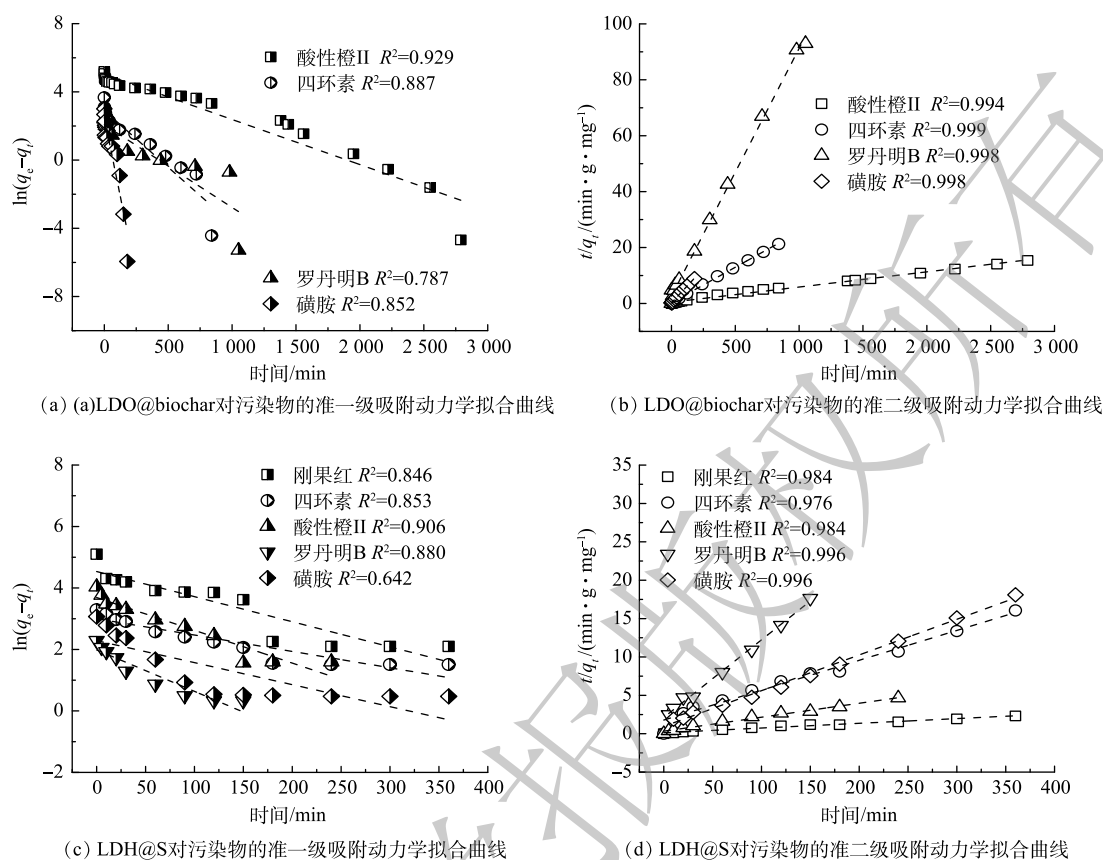 8
4
0
−4
−8
ln(qe−qt)
酸性橙II R²=0.929
四环素 R²=0.887
罗丹明B R²=0.787
磺胺 R²=0.852
0 500 1 000 1 500 2 000 2 500 3 000
时间/min
(a) (a)LDO@biochar对污染物的准一级吸附动力学拟合曲线
100
80
60
40
20
0
t/qt/(min·g·mg⁻¹)
酸性橙II R²=0.994
四环素 R²=0.999
罗丹明B R²=0.998
磺胺 R²=0.998
0 500 1 000 1 500 2 000 2 500 3 000
时间/min
(b) LDO@biochar对污染物的准二级吸附动力学拟合曲线
8
6
4
2
0
−2
ln(qe−qt)
刚果红 R²=0.846
四环素 R²=0.853
酸性橙II R²=0.906
罗丹明B R²=0.880
磺胺 R²=0.642
0 50 100 150 200 250 300 350 400
时间/min
(c) LDH@S对污染物的准一级吸附动力学拟合曲线
35
30
25
20
15
10
5
0
−5
t/qt/(min·g·mg⁻¹)
刚果红 R²=0.984
四环素 R²=0.976
酸性橙II R²=0.984
罗丹明B R²=0.996
磺胺 R²=0.996
0 50 100 150 200 250 300 350 400
时间/min
(d) LDH@S对污染物的准二级吸附动力学拟合曲线
报版权所有